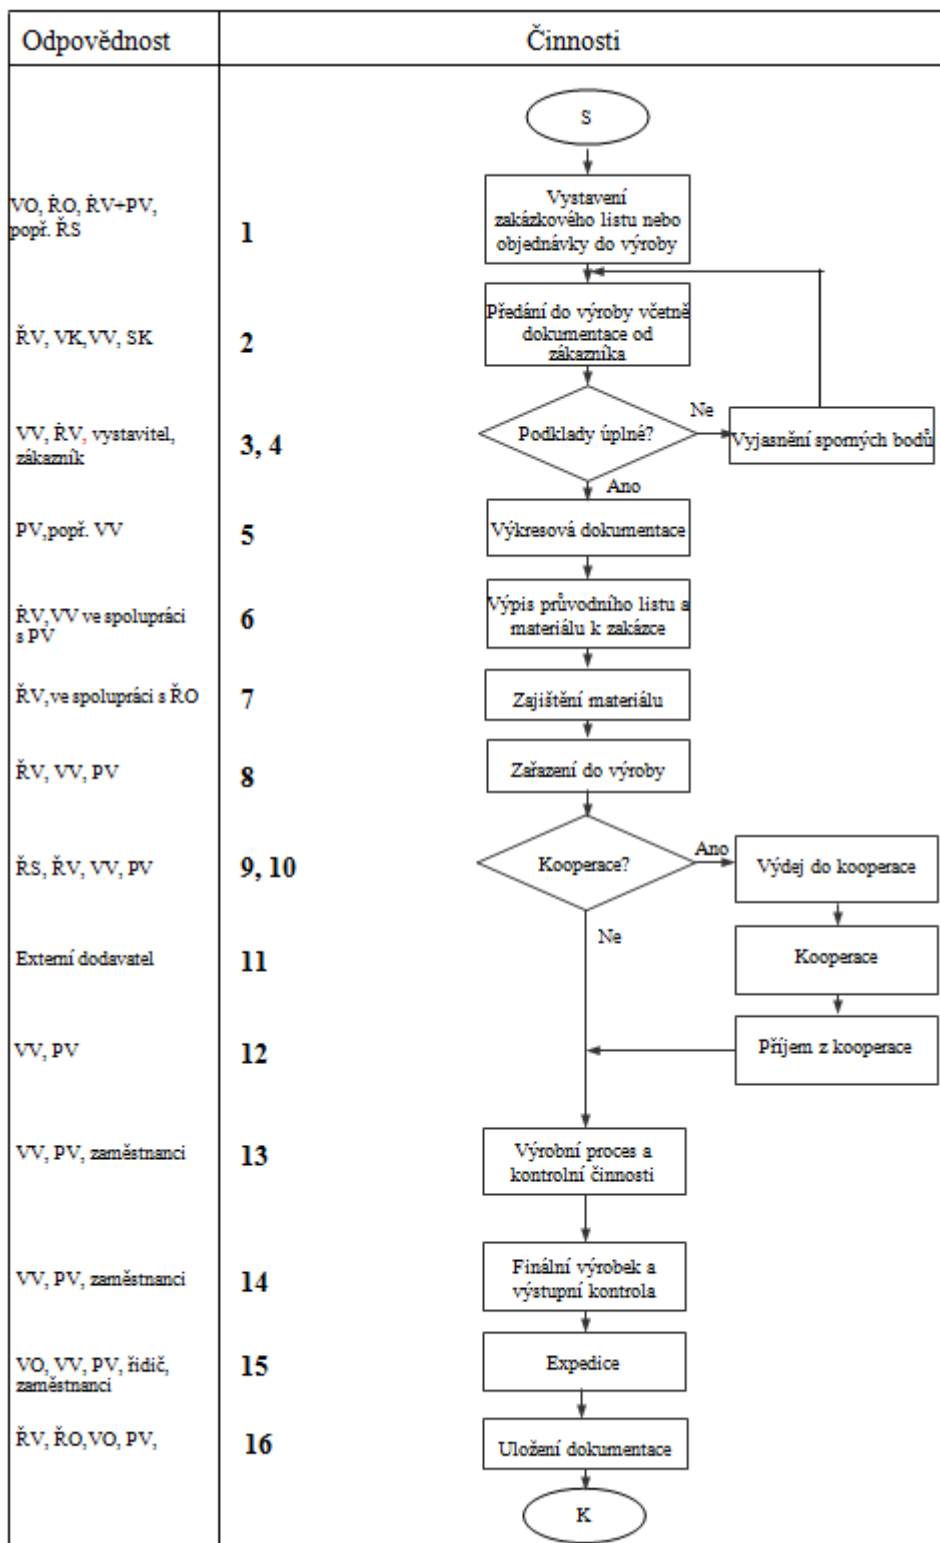 Odpovědnost
Činnosti
S
VO, ŘO, ŘV+PV,
popř. ŘS
1
Vystavení
zakázkového listu nebo
objednávky do výroby
ŘV, VK,VV, SK
2
Předání do výroby včetně
dokumentace od
zákazníka
VV, ŘV, vystavitel,
zákazník
3, 4
Podklady úplné?
Ne
Vyjasnění sporných bodů
Ano
PV,popř. VV
5
Výkresová dokumentace
ŘV,VV ve spolupráci
s PV
6
Výpis průvodního listu a
materiálu k zakázce
ŘV,ve spolupráci s ŘO
7
Zajištění materiálu
ŘV, VV, PV
8
Zařazení do výroby
ŘS, ŘV, VV, PV
9, 10
Kooperace?
Ano
Výdej do kooperace
Ne
Externí dodavatel
11
Kooperace
VV, PV
12
Příjem z kooperace
VV, PV, zaměstnanci
13
Výrobní proces a
kontrolní činnosti
VV, PV, zaměstnanci
14
Finální výrobek a
výstupní kontrola
VO, VV, PV, řidič,
zaměstnanci
15
Expedice
ŘV, ŘO,VO, PV,
16
Uložení dokumentace
K